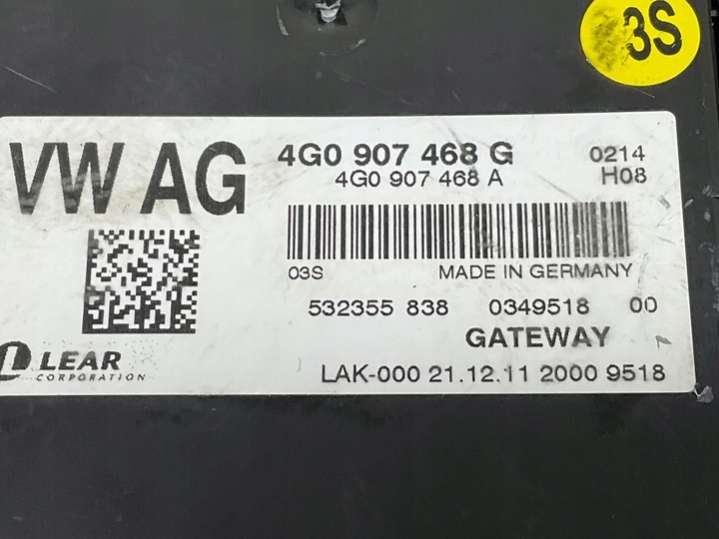 3S
VW AG
4G0 907 468 G 0214
4G0 907 468 A H08
03S MADE IN GERMANY
532355 838 0349518 00
GATEWAY
LEAR
CORPORATION
LAK-000 21.12.11 2000 9518